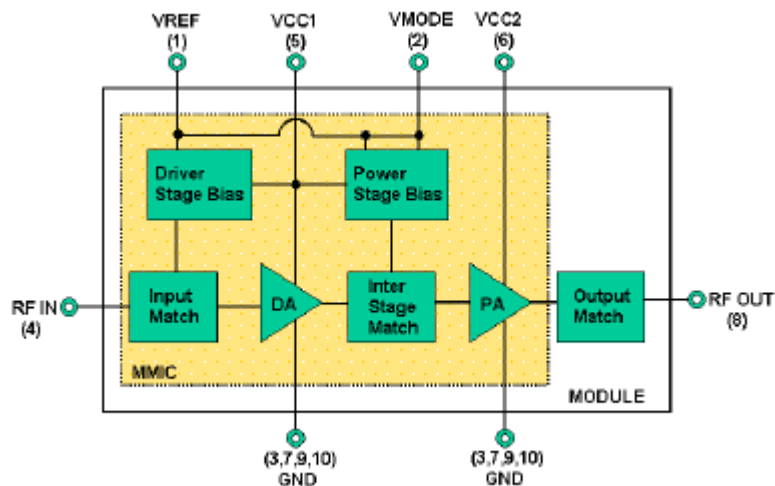 VREF
(1)
VCC1
(5)
VMODE
(2)
VCC2
(6)
Driver
Stage Bias
Power
Stage Bias
RF IN
(4)
Input
Match
DA
Inter
Stage
Match
PA
Output
Match
RF OUT
(8)
MMIC
MODULE
(3,7,9,10)
GND
(3,7,9,10)
GND